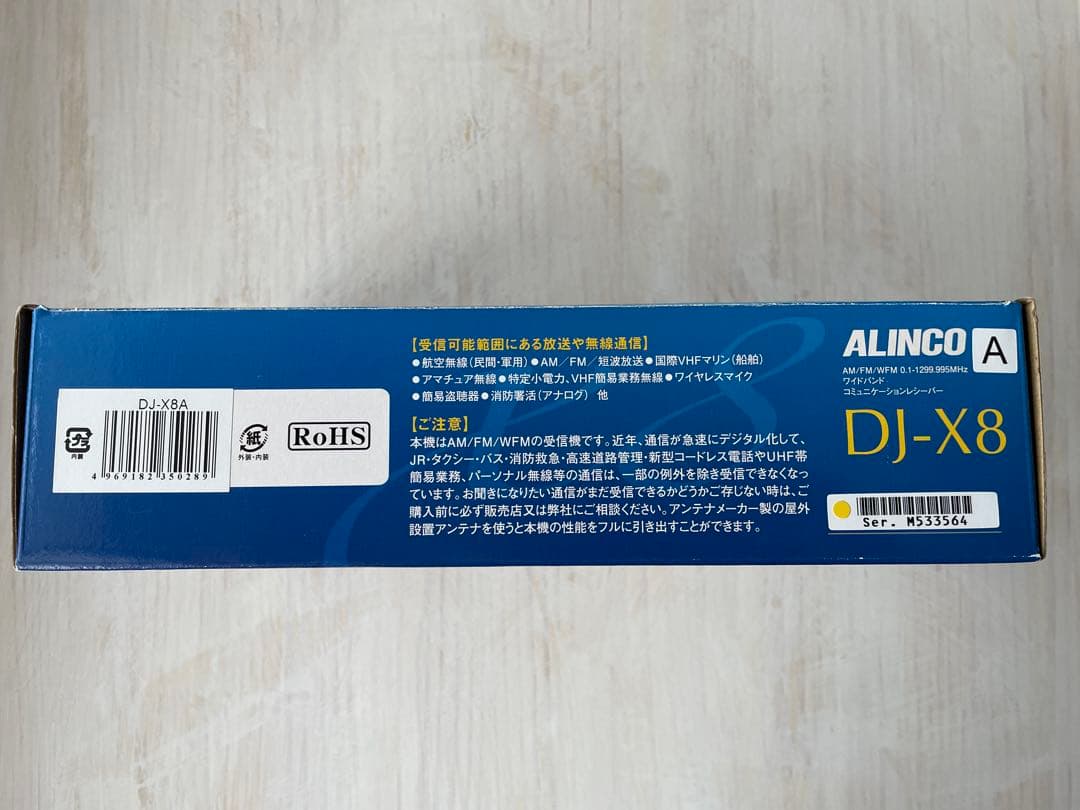 DJ-X8A
プラ
内装
4 969182 350289
紙
外装・内装
RoHS
【受信可能範囲にある放送や無線通信】
●航空無線(民間・軍用)●AM／FM／短波放送●国際VHFマリン(船舶)
●アマチュア無線●特定小電力、VHF簡易業務無線●ワイヤレスマイク
●簡易盗聴器●消防署活(アナログ) 他
【ご注意】
本機はAM/FM/WFMの受信機です。近年、通信が急速にデジタル化して、
JR・タクシー・バス・消防救急・高速道路管理・新型コードレス電話やUHF帯
簡易業務、パーソナル無線等の通信は、一部の例外を除き受信できなくなっ
ています。お聞きになりたい通信がまだ受信できるかどうかご存じない時は、ご
購入前に必ず販売店又は弊社にご相談ください。アンテナメーカー製の屋外
設置アンテナを使うと本機の性能をフルに引き出すことができます。
ALINCO A
AM/FM/WFM 0.1-1299.995MHz
ワイドバンド
コミュニケーションレシーバー
DJ-X8
Ser. M533564